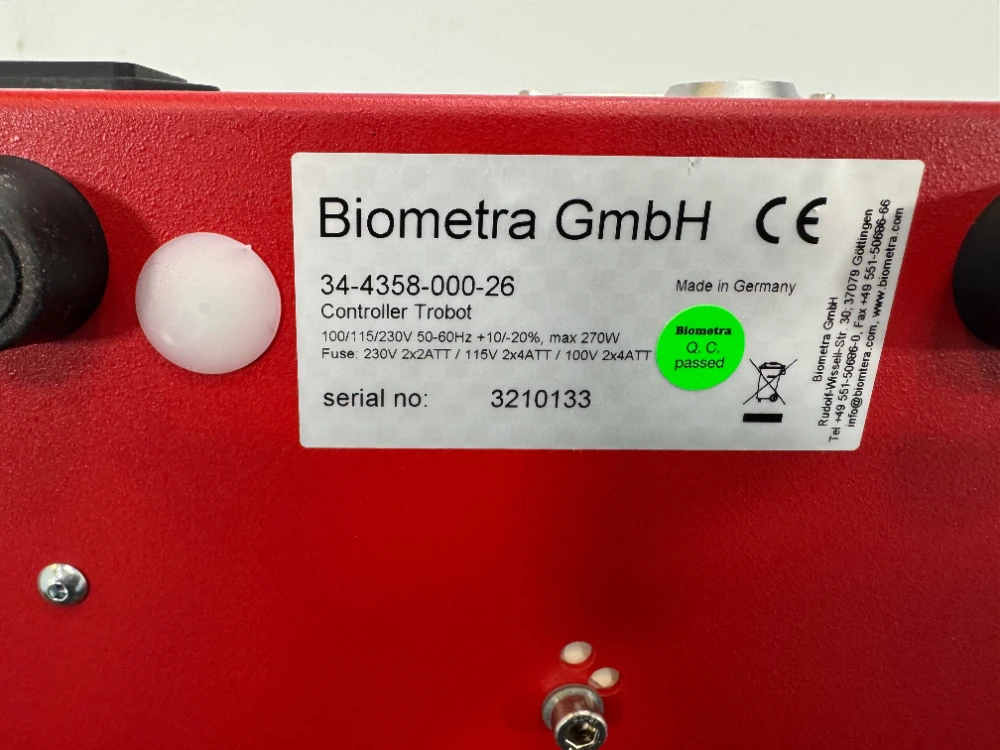 Biometra GmbH CE
34-4358-000-26
Made in Germany
Controller Trobot
100/115/230V 50-60Hz +10/-20%, max 270W
Fuse: 230V 2x2ATT / 115V 2x4ATT / 100V 2x4ATT
Biometra
Q. C.
passed
serial no: 3210133
Biometra GmbH
Rudolf-Wissell-Str. 30, 37079 Göttingen
Tel +49 551-50686-0, Fax +49 551-50686-66
info@biomtera.com, www.biometra.com